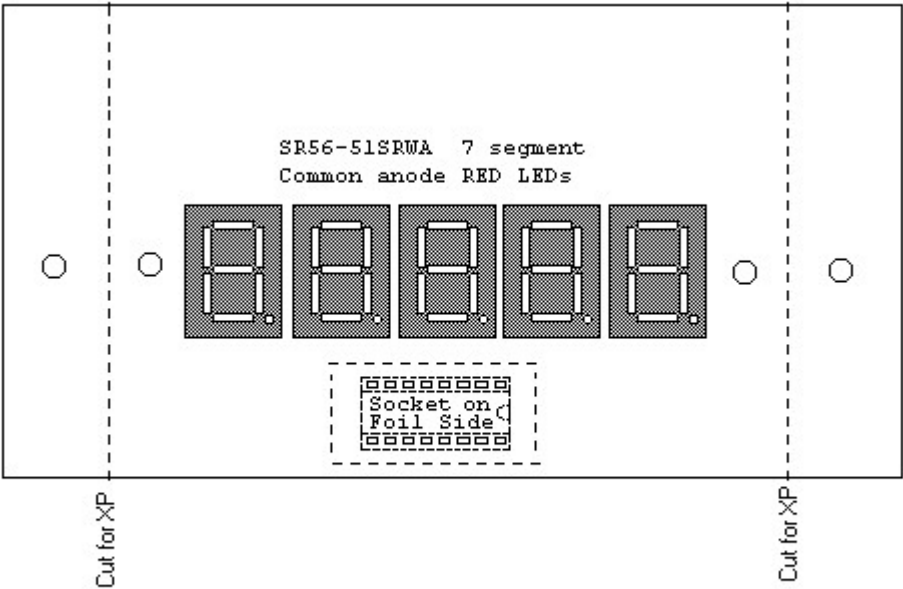 SR56-51SRWA 7 segment
Common anode RED LEDs
Socket on
Foil Side
Cut for XP
Cut for XP